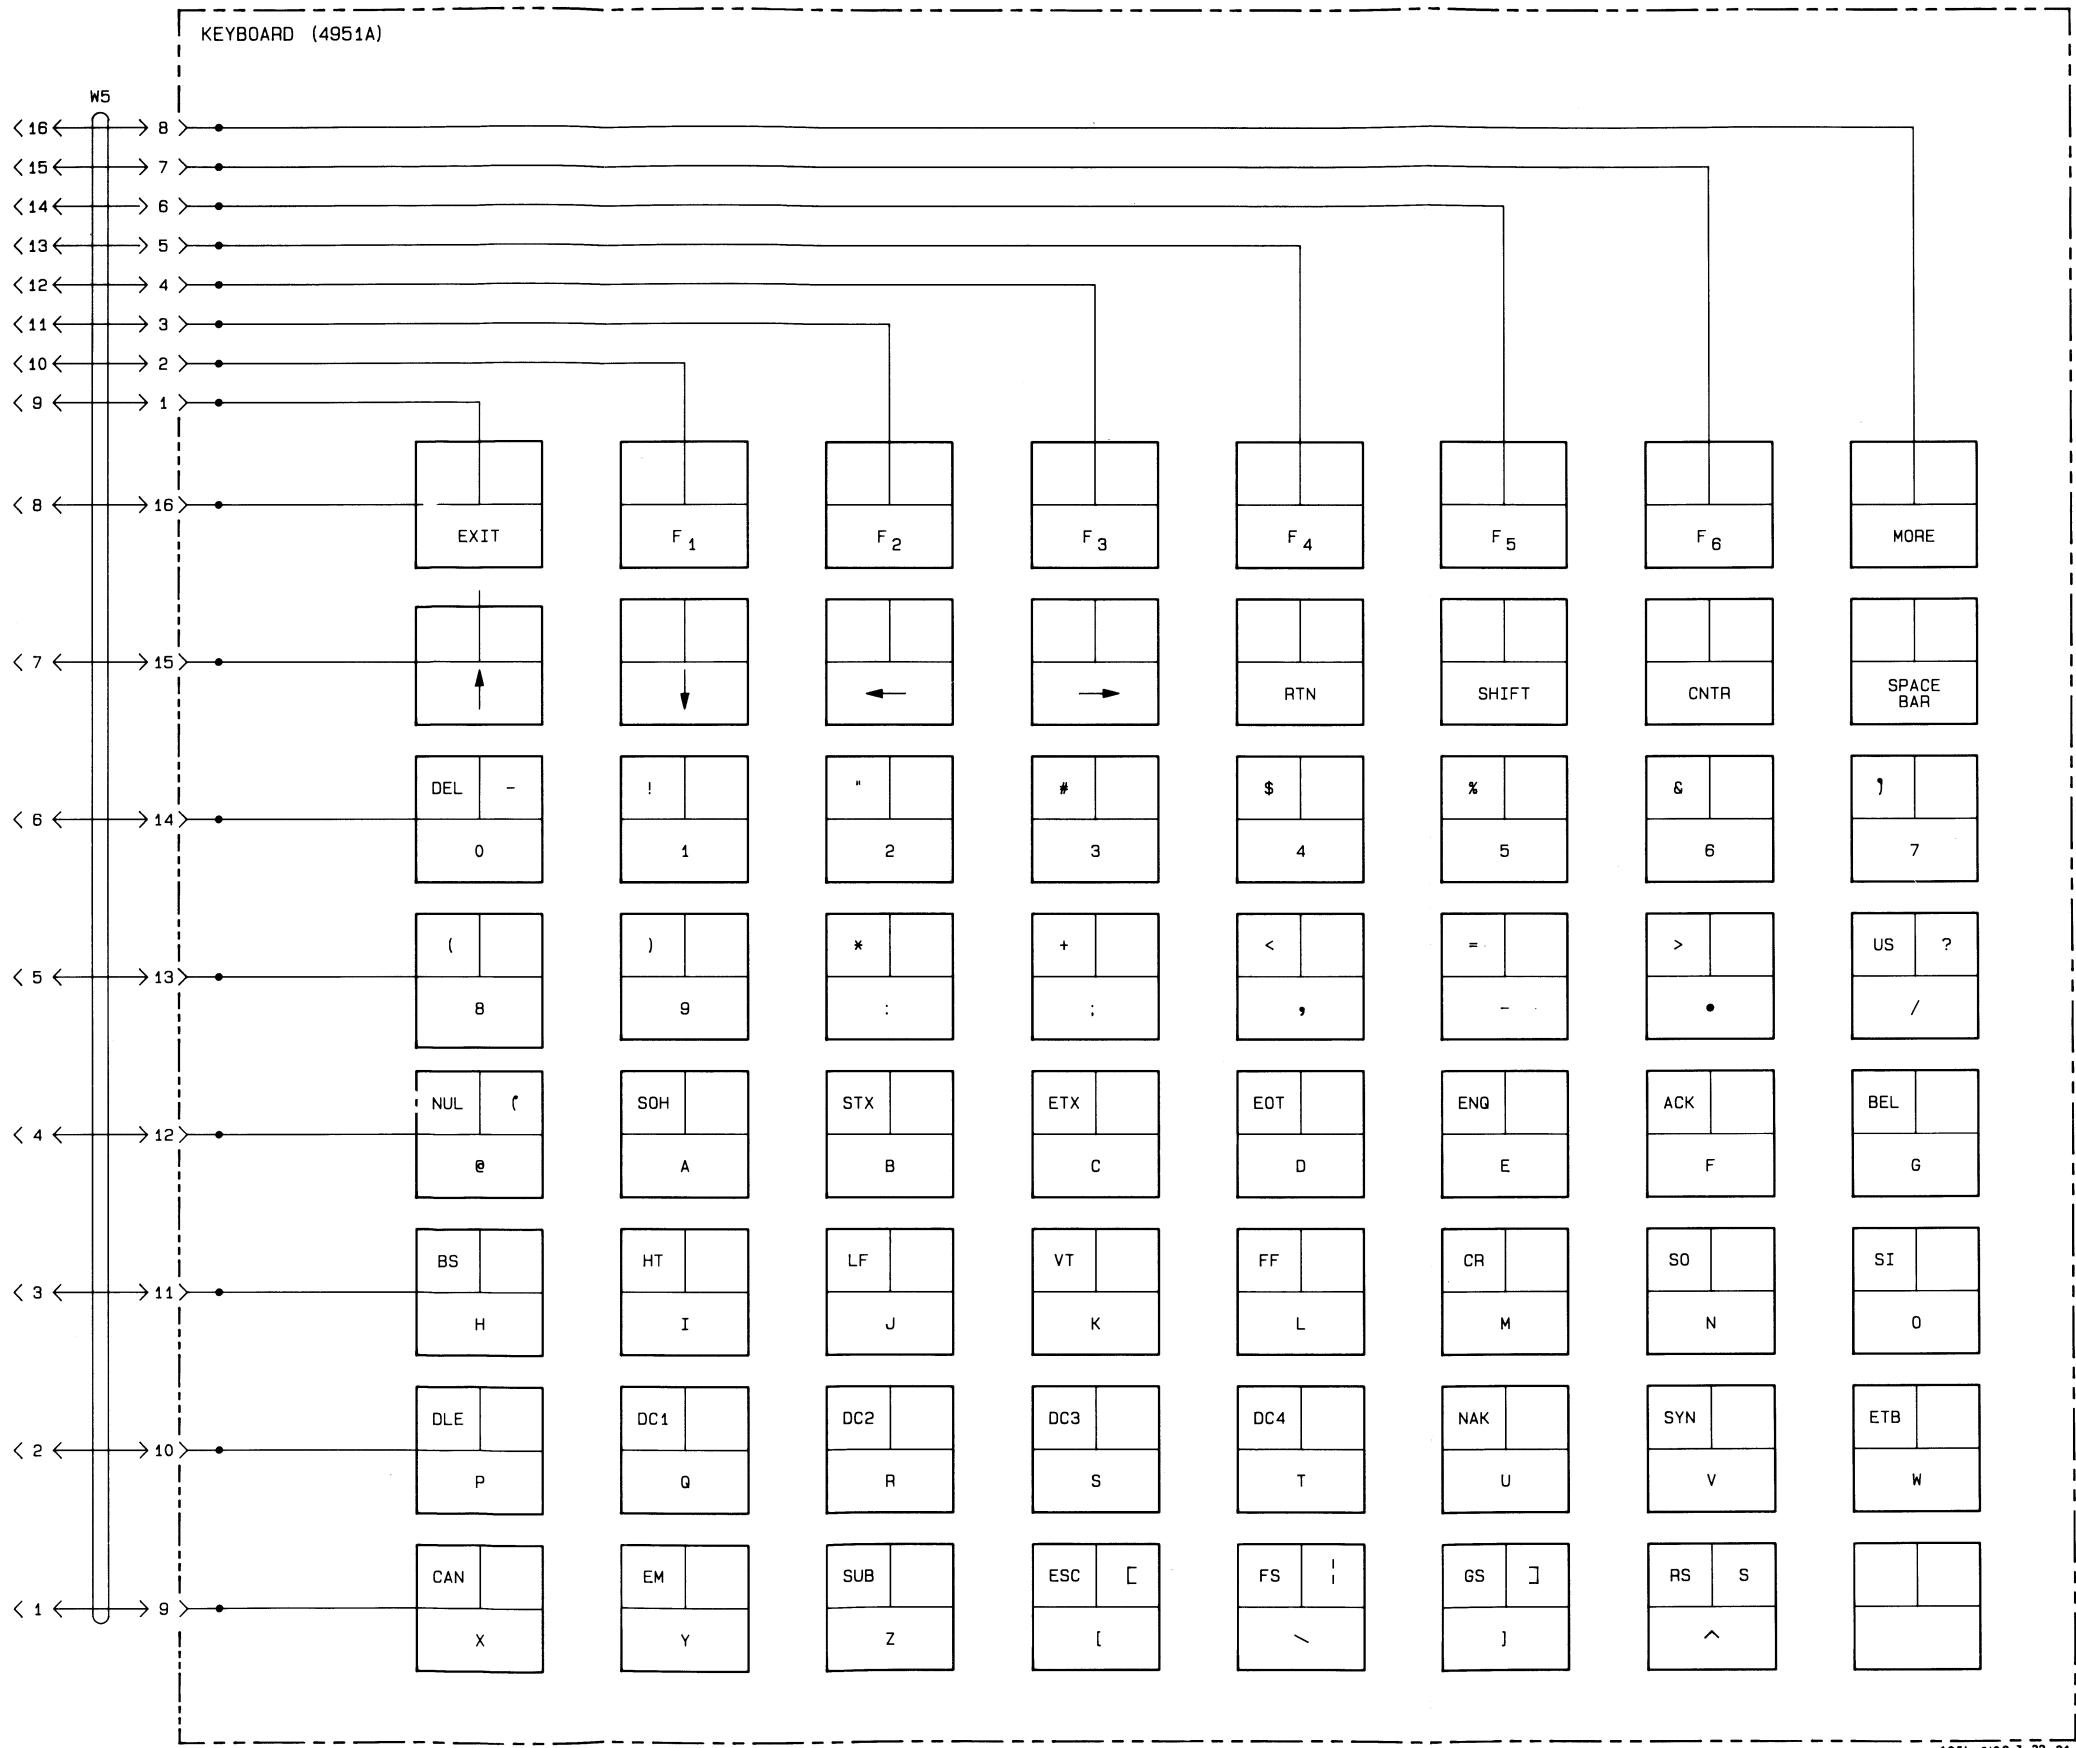 KEYBOARD (4951A)
W5
<16 8>
<15 7>
<14 6>
<13 5>
<12 4>
<11 3>
<10 2>
<9 1>
<8 16>
EXIT F1 F2 F3 F4 F5 F6 MORE
<7 15>
↑ ↓ ← → RTN SHIFT CNTR SPACE BAR
DEL - ! " # $ % & ,
<6 14>
0 1 2 3 4 5 6 7
( ) * + < = > US ?
<5 13>
8 9 : ; , - • /
NUL ( SOH STX ETX EOT ENQ ACK BEL
<4 12>
@ A B C D E F G
BS HT LF VT FF CR SO SI
<3 11>
H I J K L M N O
DLE DC1 DC2 DC3 DC4 NAK SYN ETB
<2 10>
P Q R S T U V W
CAN EM SUB ESC [ FS ¦ GS ] RS S
<1 9>
X Y Z [ \ ] ^